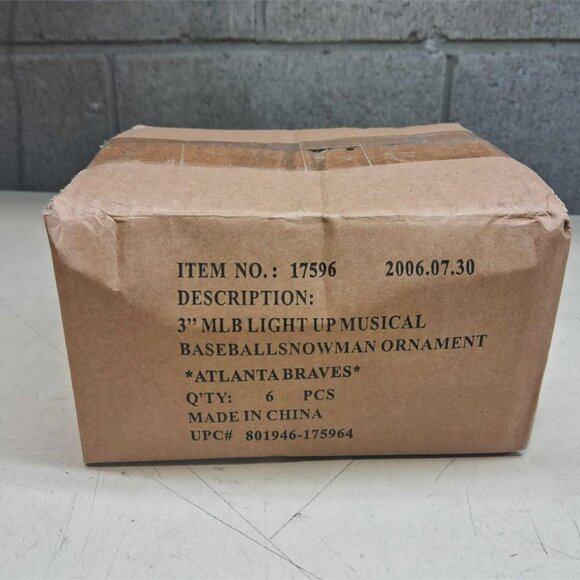 ITEM NO.: 17596 2006.07.30
DESCRIPTION:
3’’ MLB LIGHT UP MUSICAL
BASEBALLSNOWMAN ORNAMENT
*ATLANTA BRAVES*
Q'TY: 6 PCS
MADE IN CHINA
UPC# 801946-175964